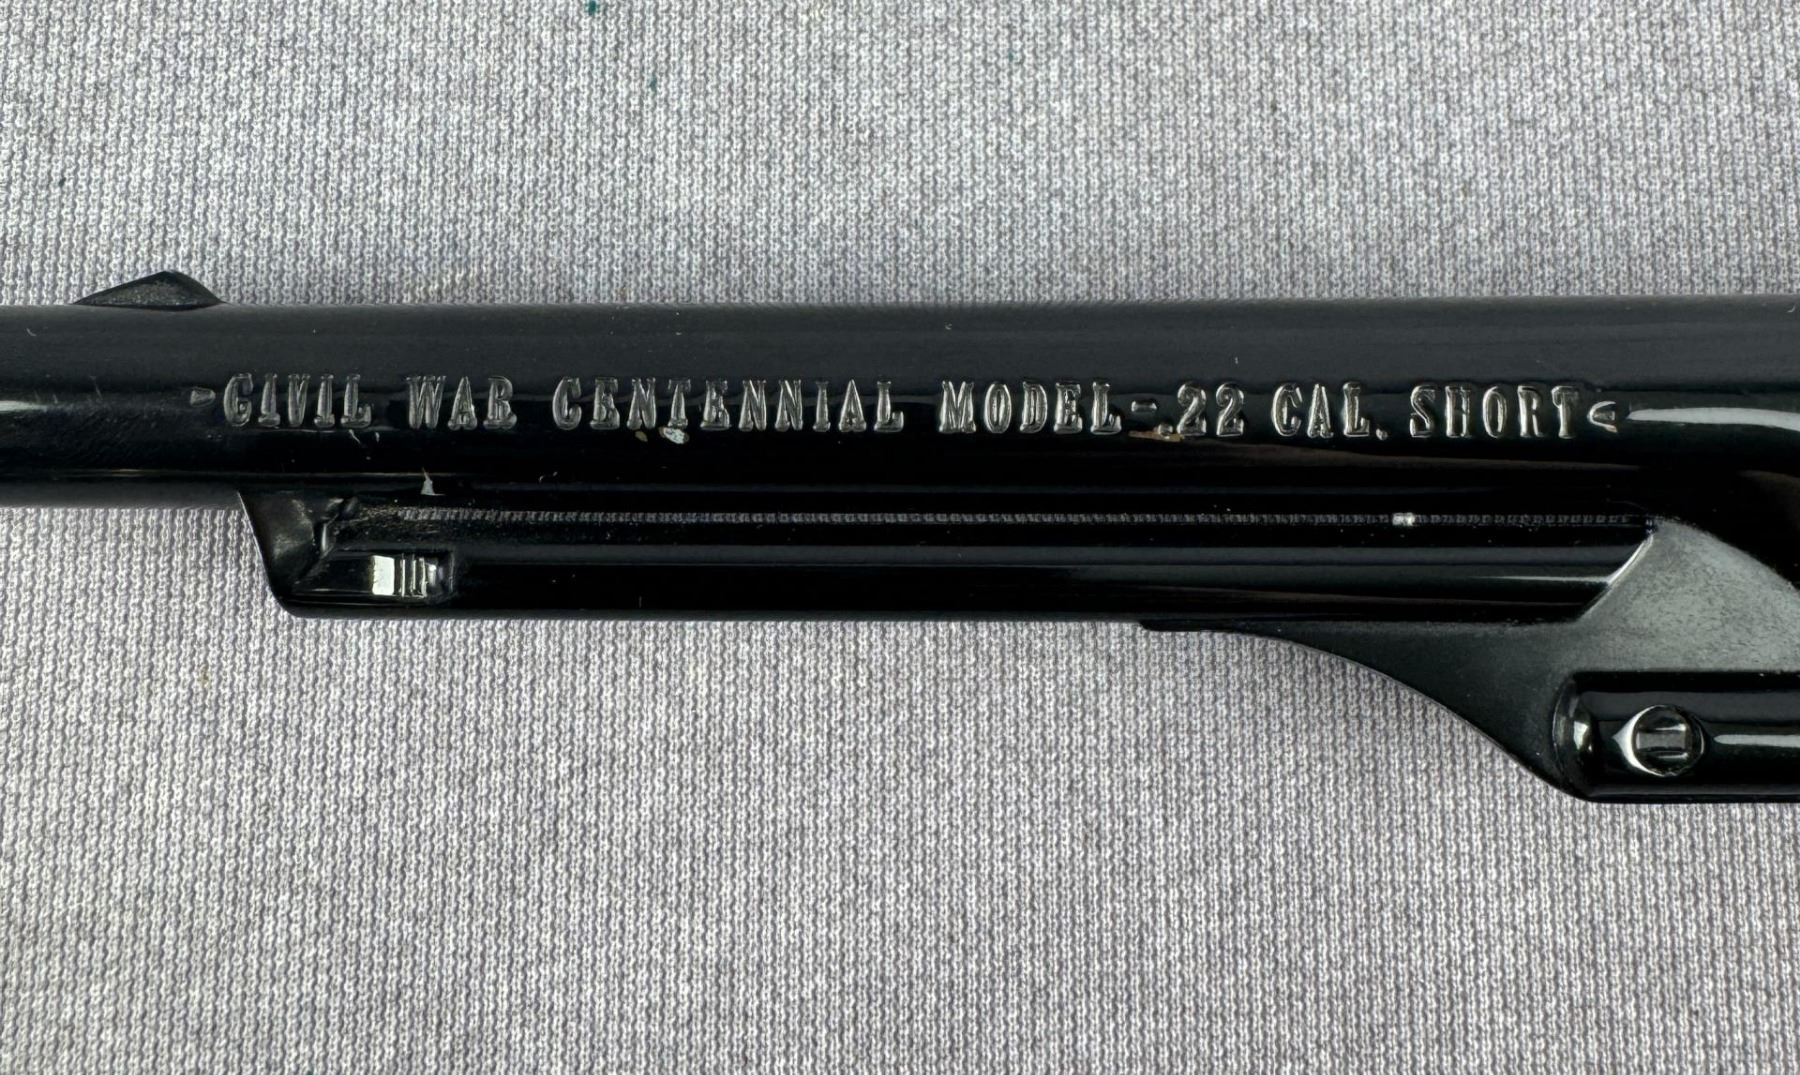 CIVIL WAR CENTENNIAL MODEL-.22 CAL. SHORT